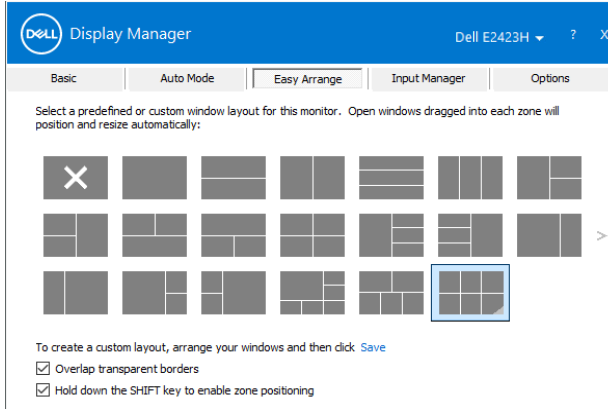 DELL Display Manager
Dell E2423H ? X
Basic Auto Mode Easy Arrange Input Manager Options
Select a predefined or custom window layout for this monitor. Open windows dragged into each zone will
position and resize automatically:
>
To create a custom layout, arrange your windows and then click Save
Overlap transparent borders
Hold down the SHIFT key to enable zone positioning